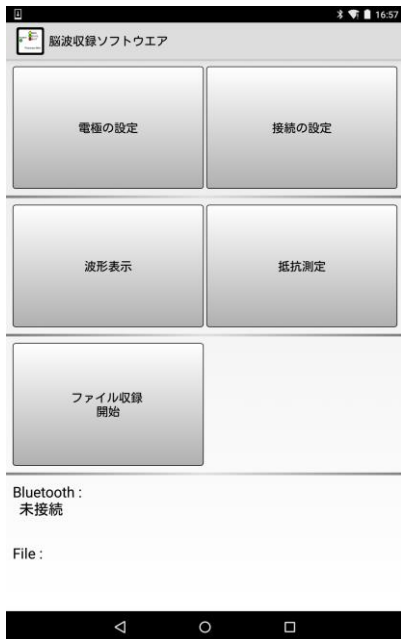 16:57
脳波収録ソフトウエア
電極の設定
接続の設定
波形表示
抵抗測定
ファイル収録
開始
Bluetooth :
未接続
File :